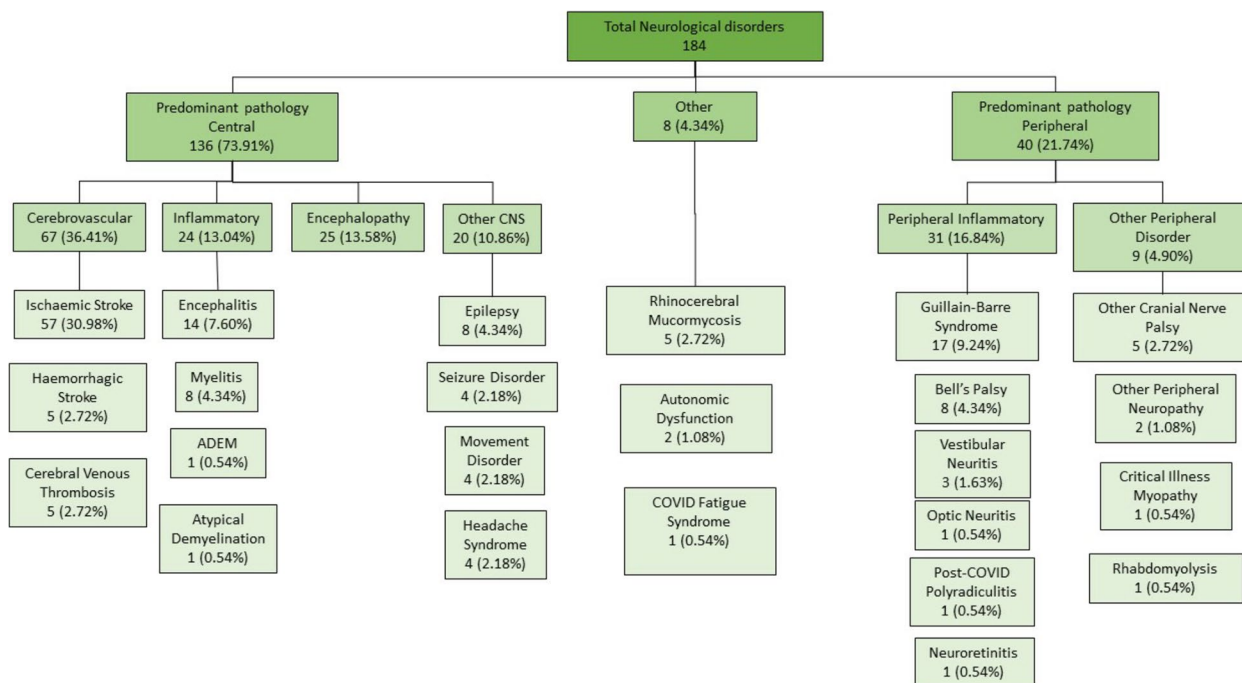 Total Neurological disorders
184
Predominant pathology
Central
136 (73.91%)
Other
8 (4.34%)
Predominant pathology
Peripheral
40 (21.74%)
Cerebrovascular
67 (36.41%)
Inflammatory
24 (13.04%)
Encephalopathy
25 (13.58%)
Other CNS
20 (10.86%)
Peripheral Inflammatory
31 (16.84%)
Other Peripheral
Disorder
9 (4.90%)
Ischaemic Stroke
57 (30.98%)
Haemorrhagic
Stroke
5 (2.72%)
Cerebral Venous
Thrombosis
5 (2.72%)
Encephalitis
14 (7.60%)
Myelitis
8 (4.34%)
ADEM
1 (0.54%)
Atypical
Demyelination
1 (0.54%)
Epilepsy
8 (4.34%)
Seizure Disorder
4 (2.18%)
Movement
Disorder
4 (2.18%)
Headache
Syndrome
4 (2.18%)
Rhinocerebral
Mucormycosis
5 (2.72%)
Autonomic
Dysfunction
2 (1.08%)
COVID Fatigue
Syndrome
1 (0.54%)
Guillain-Barre
Syndrome
17 (9.24%)
Bell's Palsy
8 (4.34%)
Vestibular
Neuritis
3 (1.63%)
Optic Neuritis
1 (0.54%)
Post-COVID
Polyradiculitis
1 (0.54%)
Neuroretinitis
1 (0.54%)
Other Cranial Nerve
Palsy
5 (2.72%)
Other Peripheral
Neuropathy
2 (1.08%)
Critical Illness
Myopathy
1 (0.54%)
Rhabdomyolysis
1 (0.54%)